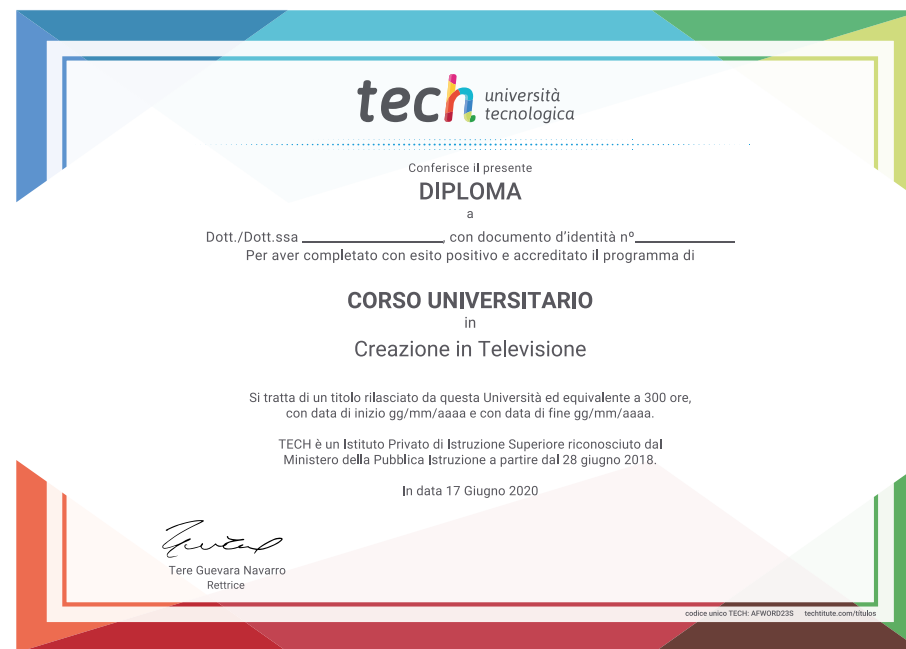 tech università
tecnologica
Conferisce il presente
DIPLOMA
a
Dott./Dott.ssa ____________, con documento d'identità nº__________
Per aver completato con esito positivo e accreditato il programma di
CORSO UNIVERSITARIO
in
Creazione in Televisione
Si tratta di un titolo rilasciato da questa Università ed equivalente a 300 ore,
con data di inizio gg/mm/aaaa e con data di fine gg/mm/aaaa.
TECH è un Istituto Privato di Istruzione Superiore riconosciuto dal
Ministero della Pubblica Istruzione a partire dal 28 giugno 2018.
In data 17 Giugno 2020
Tere Guevara Navarro
Rettrice
codice unico TECH: AFWORD23S techtitute.com/titulos